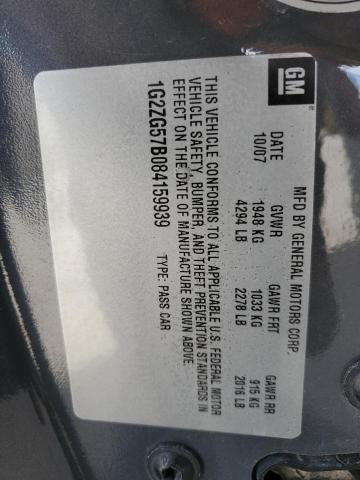 GM
MFD BY GENERAL MOTORS CORP.
DATE GVWR GAWR FRT GAWR RR
10/07 1948 KG 1033 KG 915 KG
4294 LB 2278 LB 2016 LB
THIS VEHICLE CONFORMS TO ALL APPLICABLE U.S. FEDERAL MOTOR
VEHICLE SAFETY, BUMPER, AND THEFT PREVENTION STANDARDS IN
EFFECT ON THE DATE OF MANUFACTURE SHOWN ABOVE.
1G2ZG57B084159939 TYPE: PASS CAR